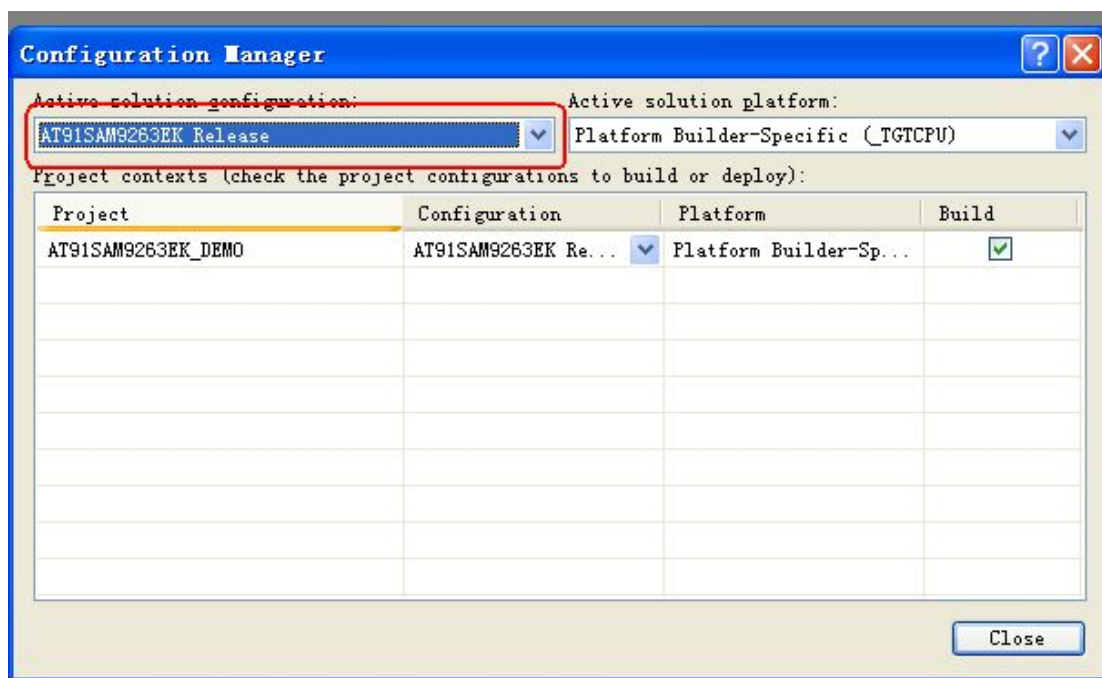 Configuration Manager
Active solution configuration: Active solution platform:
AT91SAM9263EK Release Platform Builder-Specific (_TGTCPU)
Project contexts (check the project configurations to build or deploy):
Project Configuration Platform Build
AT91SAM9263EK_DEMO AT91SAM9263EK Re... Platform Builder-Sp...
Close